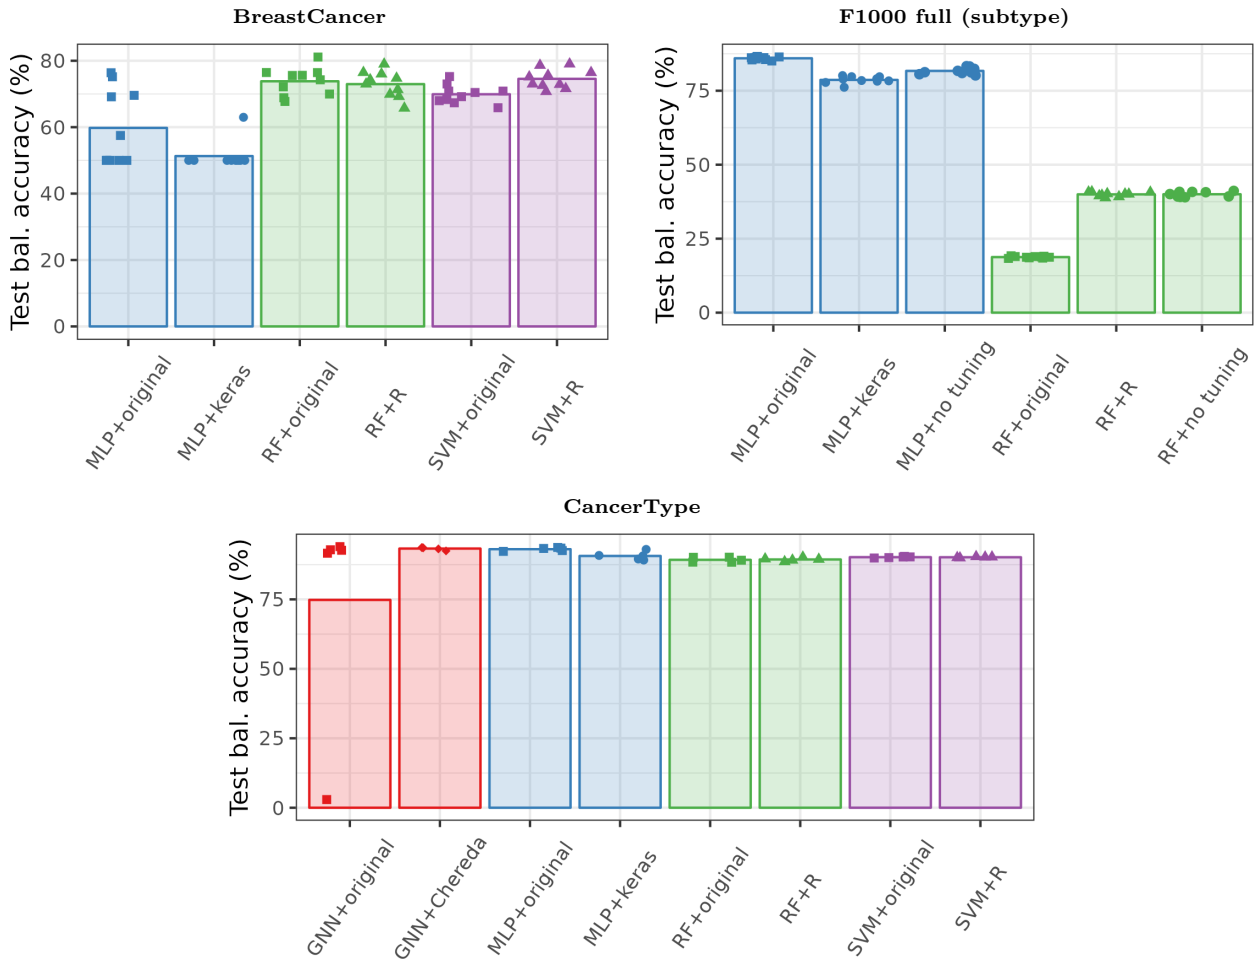 BreastCancer
Test bal. accuracy (%)
80
60
40
20
0
MLP+original
MLP+keras
RF+original
RF+R
SVM+original
SVM+R
F1000 full (subtype)
Test bal. accuracy (%)
75
50
25
0
MLP+original
MLP+keras
MLP+no tuning
RF+original
RF+R
RF+no tuning
CancerType
Test bal. accuracy (%)
75
50
25
0
GNN+original
GNN+Chereda
MLP+original
MLP+keras
RF+original
RF+R
SVM+original
SVM+R